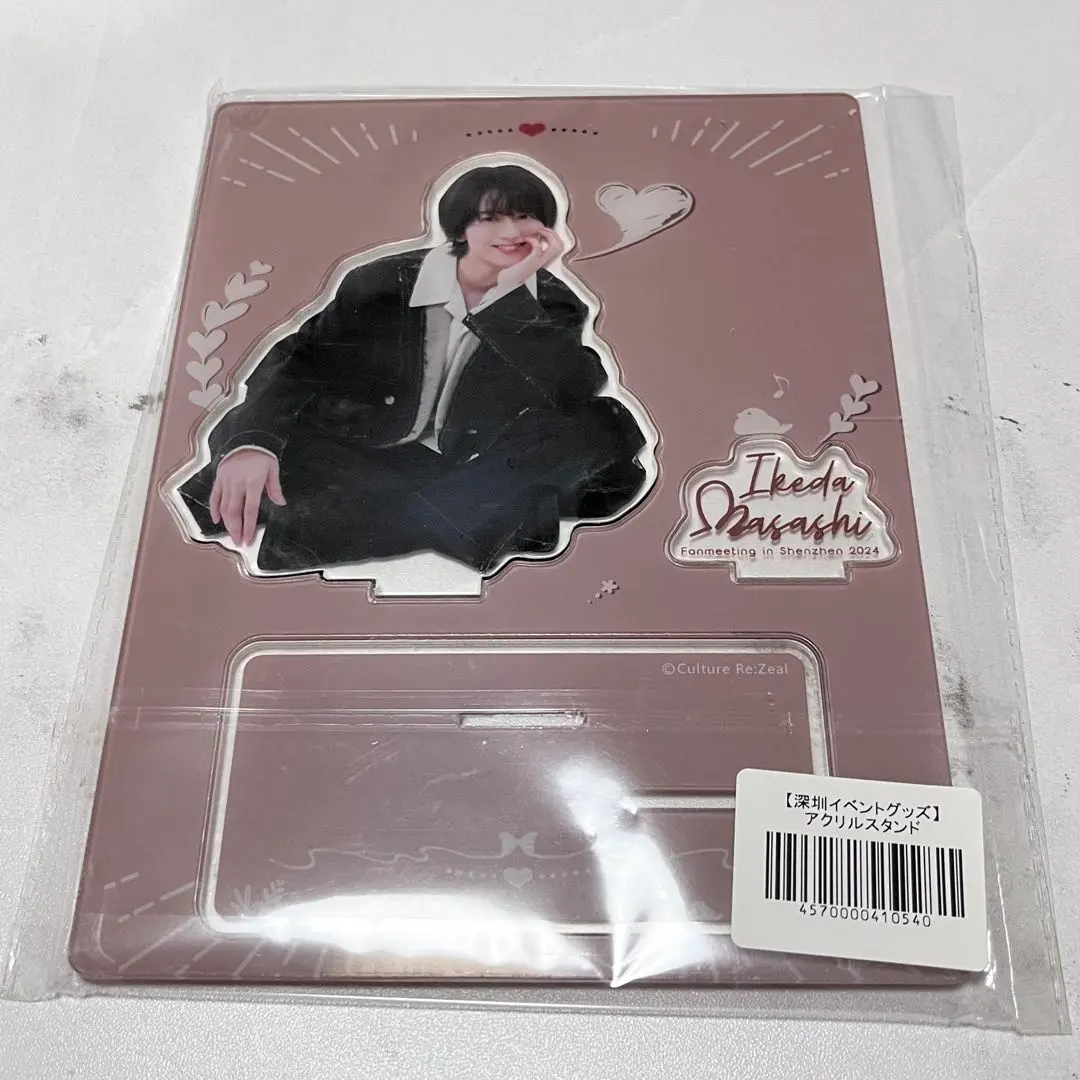 Ikeda
Masashi
Fanmeeting in Shenzhen 2024
©Culture Re:Zeal
【深圳イベントグッズ】
アクリルスタンド
4570000410540